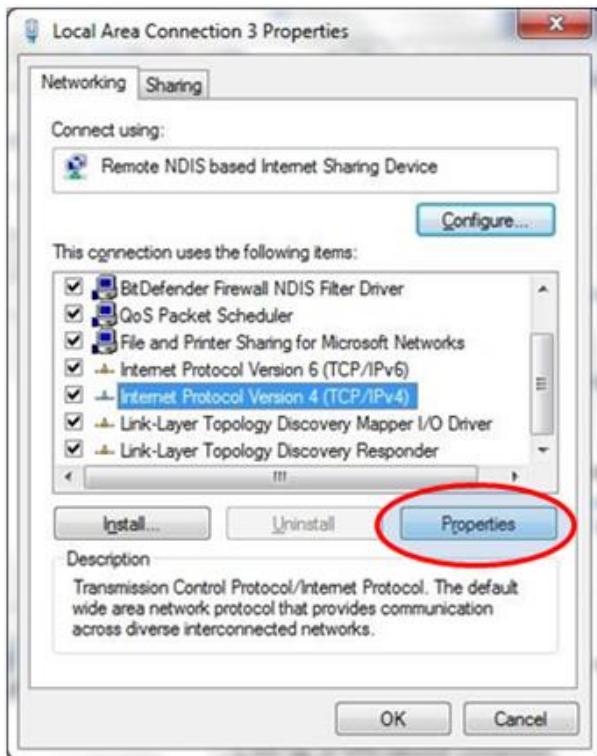 Local Area Connection 3 Properties
Networking
Sharing
Connect using:
Remote NDIS based Internet Sharing Device
Configure...
This connection uses the following items:
BitDefender Firewall NDIS Filter Driver
QoS Packet Scheduler
File and Printer Sharing for Microsoft Networks
Internet Protocol Version 6 (TCP/IPv6)
Internet Protocol Version 4 (TCP/IPv4)
Link-Layer Topology Discovery Mapper I/O Driver
Link-Layer Topology Discovery Responder
Install...
Uninstall
Properties
Description
Transmission Control Protocol/Internet Protocol. The default
wide area network protocol that provides communication
across diverse interconnected networks.
OK
Cancel